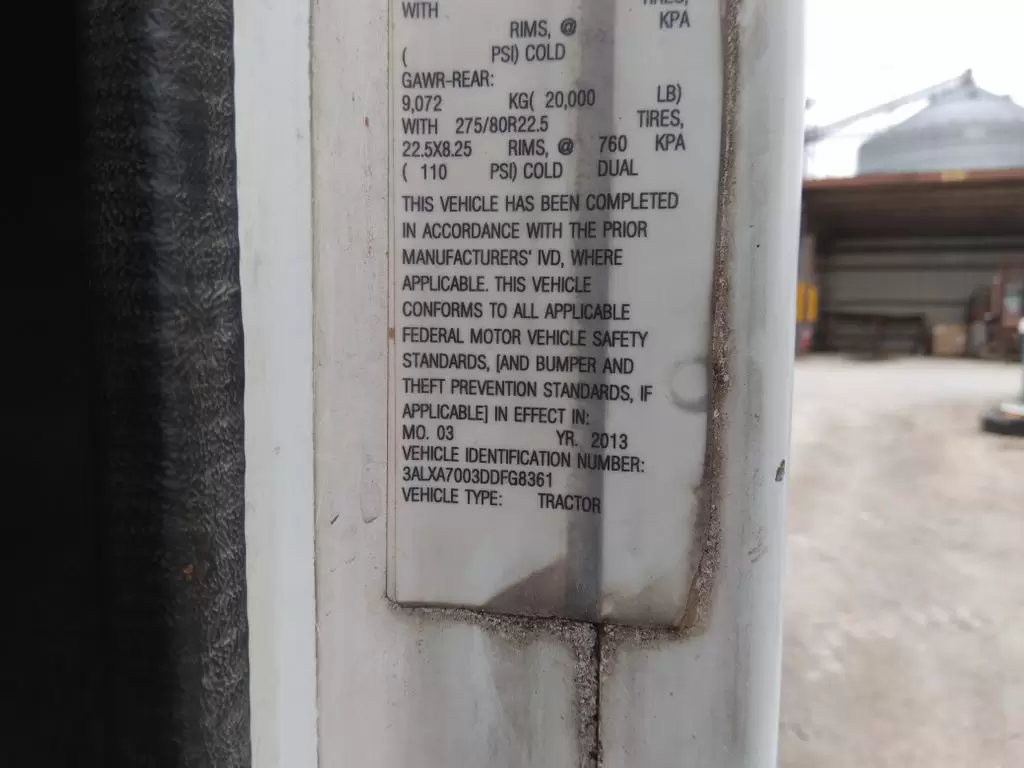 WITH TIRES,
RIMS, @ KPA
( PSI) COLD
GAWR-REAR:
9,072 KG( 20,000 LB)
WITH 275/80R22.5 TIRES,
22.5X8.25 RIMS, @ 760 KPA
( 110 PSI) COLD DUAL
THIS VEHICLE HAS BEEN COMPLETED
IN ACCORDANCE WITH THE PRIOR
MANUFACTURERS' IVD, WHERE
APPLICABLE. THIS VEHICLE
CONFORMS TO ALL APPLICABLE
FEDERAL MOTOR VEHICLE SAFETY
STANDARDS, [AND BUMPER AND
THEFT PREVENTION STANDARDS, IF
APPLICABLE] IN EFFECT IN:
MO. 03 YR. 2013
VEHICLE IDENTIFICATION NUMBER:
3ALXA7003DDFG8361
VEHICLE TYPE: TRACTOR